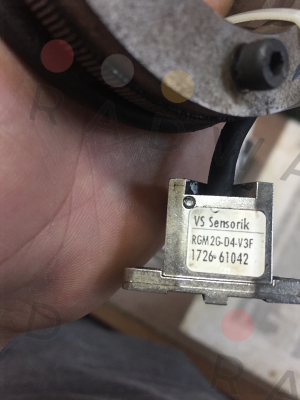 VS Sensorik
RGM2G-D4-V3F
1726-61042